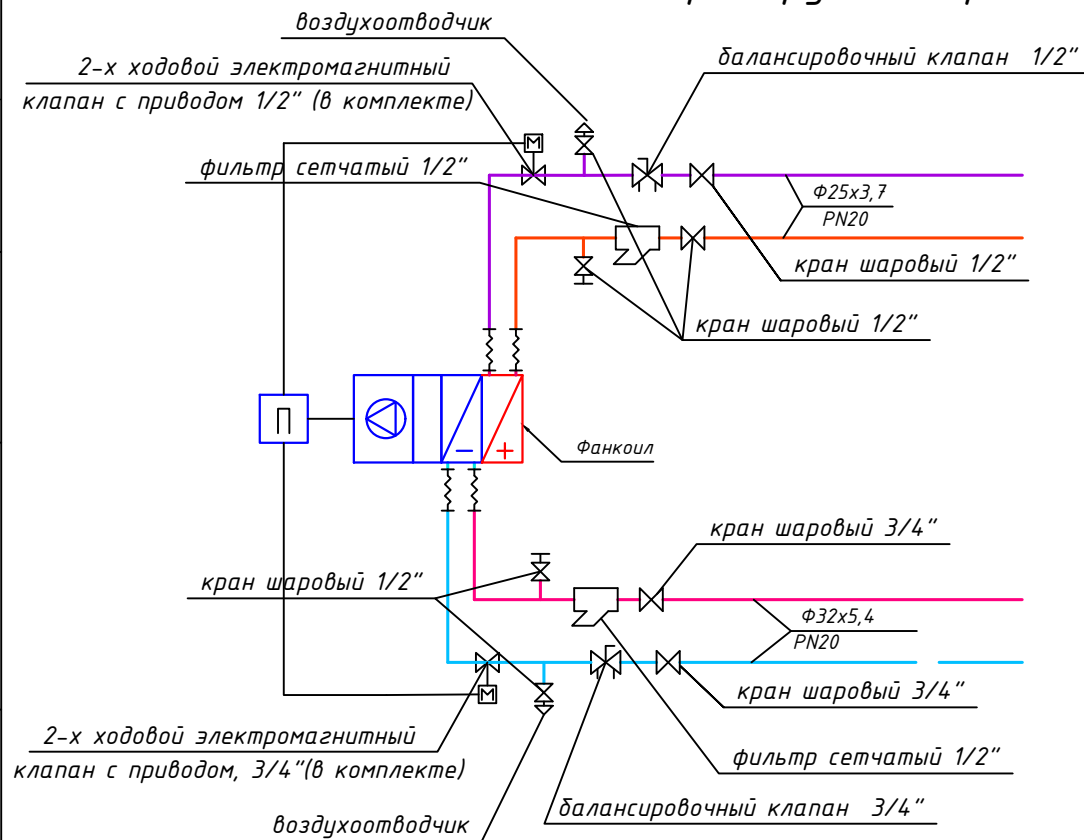 воздухоотводчик
2-х ходовой электромагнитный
клапан с приводом 1/2" (в комплекте)
балансировочный клапан 1/2"
M
фильтр сетчатый 1/2"
Ф25х3,7
PN20
кран шаровый 1/2"
кран шаровый 1/2"
П
-
+
Фанкоил
кран шаровый 3/4"
кран шаровый 1/2"
Ф32х5,4
PN20
M
кран шаровый 3/4"
2-х ходовой электромагнитный
клапан с приводом, 3/4"(в комплекте)
фильтр сетчатый 1/2"
балансировочный клапан 3/4"
воздухоотводчик